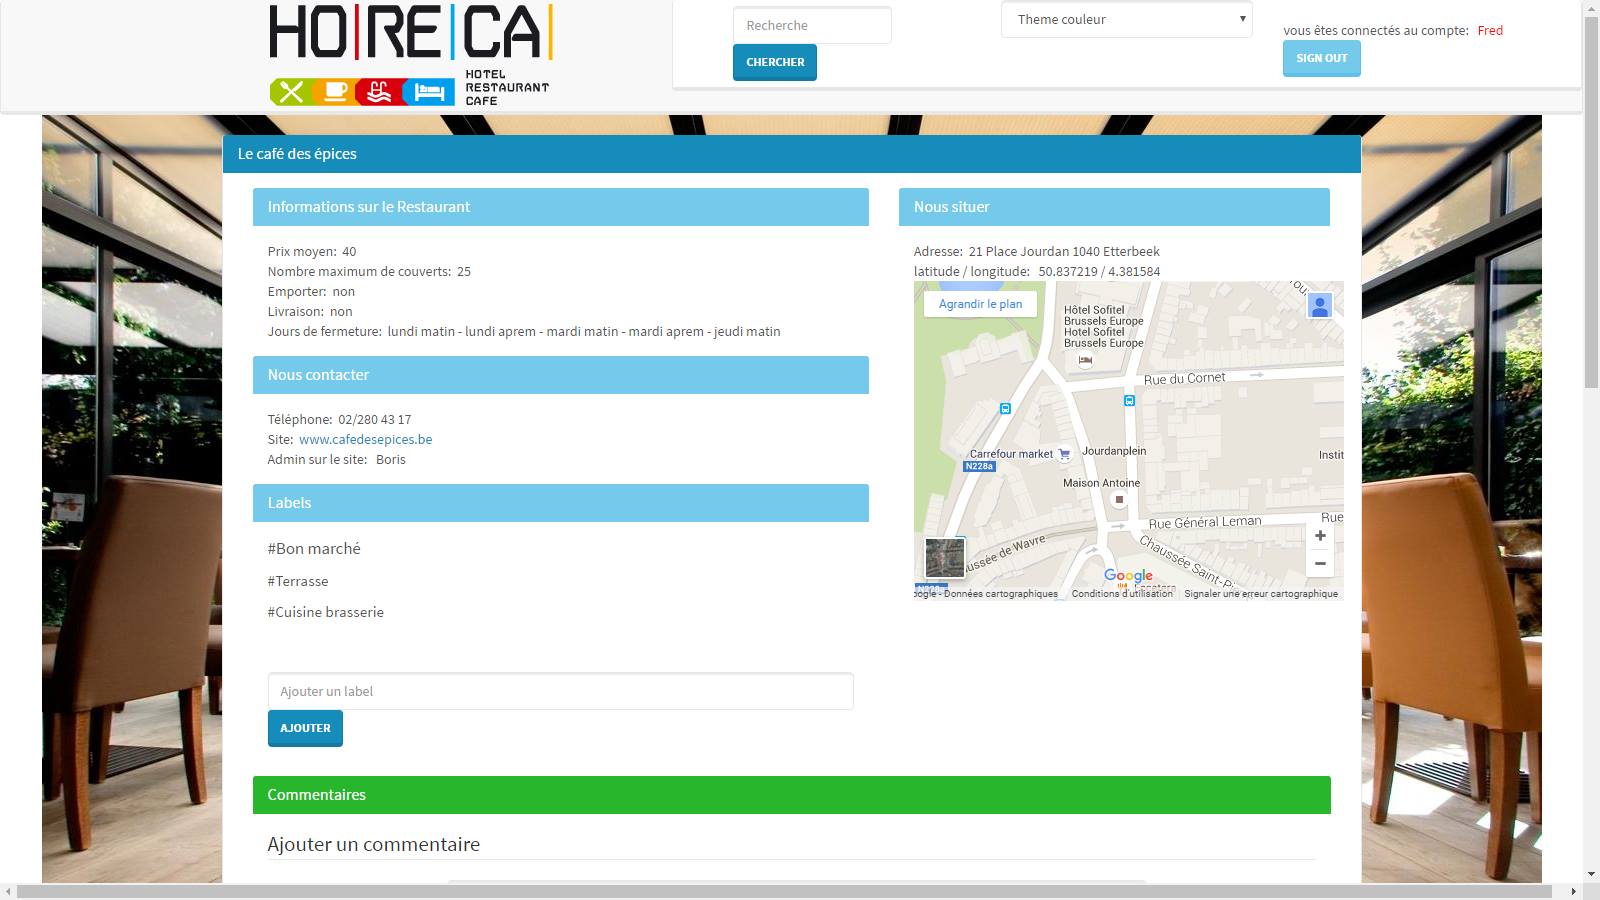 HO|RE|CA|
HOTEL
RESTAURANT
CAFE
Recherche
CHERCHER
Theme couleur
vous êtes connectés au compte: Fred
SIGN OUT
Le café des épices
Informations sur le Restaurant
Prix moyen: 40
Nombre maximum de couverts: 25
Emporter: non
Livraison: non
Jours de fermeture: lundi matin - lundi aprem - mardi matin - mardi aprem - jeudi matin
Nous contacter
Téléphone: 02/280 43 17
Site: www.cafedesepices.be
Admin sur le site: Boris
Labels
#Bon marché
#Terrasse
#Cuisine brasserie
Ajouter un label
AJOUTER
Nous situer
Adresse: 21 Place Jourdan 1040 Etterbeek
latitude / longitude: 50.837219 / 4.381584
Agrandir le plan
Hôtel Sofitel
Brussels Europe
Hotel Sofitel
Brussels Europe
Rue du Cornet
Carrefour market
Jourdanplein
N228a
Instit
Maison Antoine
Rue Général Leman
Rue
ussée de Wavre
Chaussée Saint-Pi
Google
oogle - Données cartographiques
Conditions d'utilisation
Signaler une erreur cartographique
Commentaires
Ajouter un commentaire